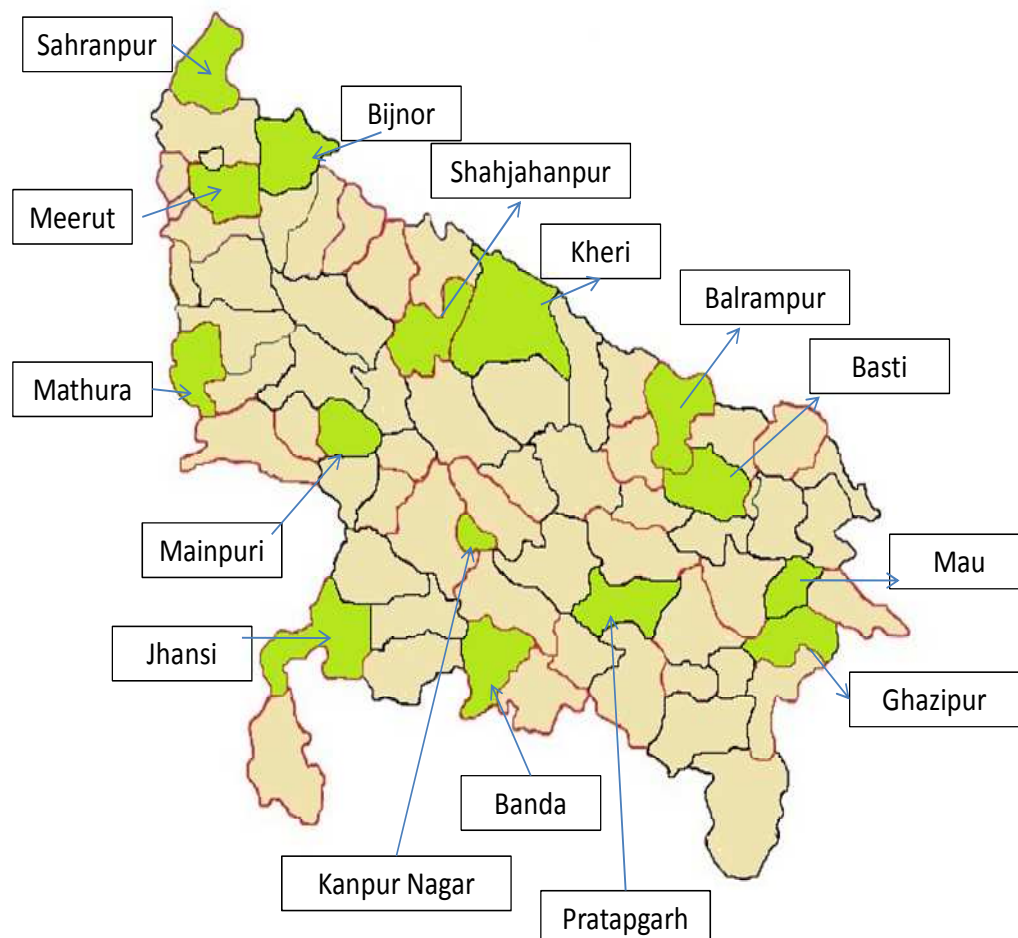 Sahranpur
Bijnor
Shahjahanpur
Meerut
Kheri
Balrampur
Basti
Mathura
Mainpuri
Mau
Jhansi
Ghazipur
Banda
Kanpur Nagar
Pratapgarh